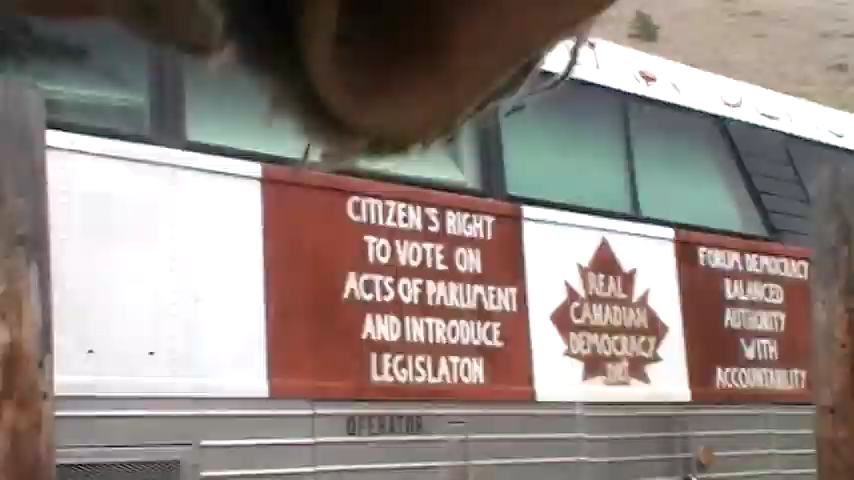 CITIZEN'S RIGHT
TO VOTE ON
ACTS OF PARLIMENT
AND INTRODUCE
LEGISLATON
REAL
CANADIAN
DEMOCRACY
INC
FORUM DEMOCRACY
BALANCED
AUTHORITY
WITH
ACCOUNTABILITY
OPERATOR